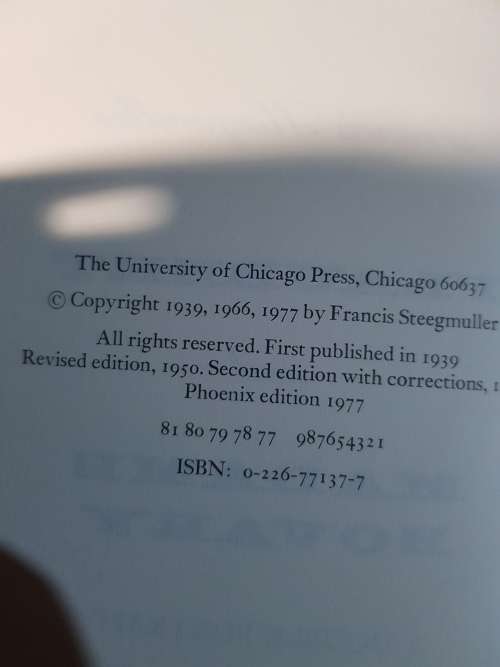 The University of Chicago Press, Chicago 60637
© Copyright 1939, 1966, 1977 by Francis Steegmuller
All rights reserved. First published in 1939
Revised edition, 1950. Second edition with corrections,
Phoenix edition 1977
81 80 79 78 77 987654321
ISBN: 0-226-77137-7